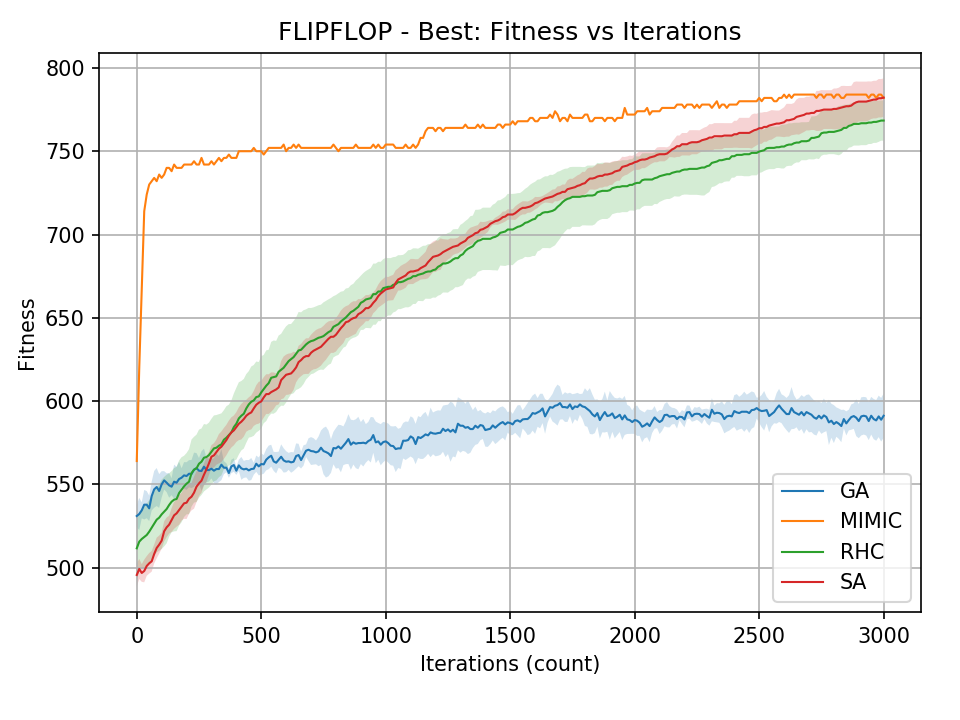 FLIPFLOP - Best: Fitness vs Iterations
800
750
700
650
600
550
500
Fitness
0 500 1000 1500 2000 2500 3000
Iterations (count)
GA
MIMIC
RHC
SA